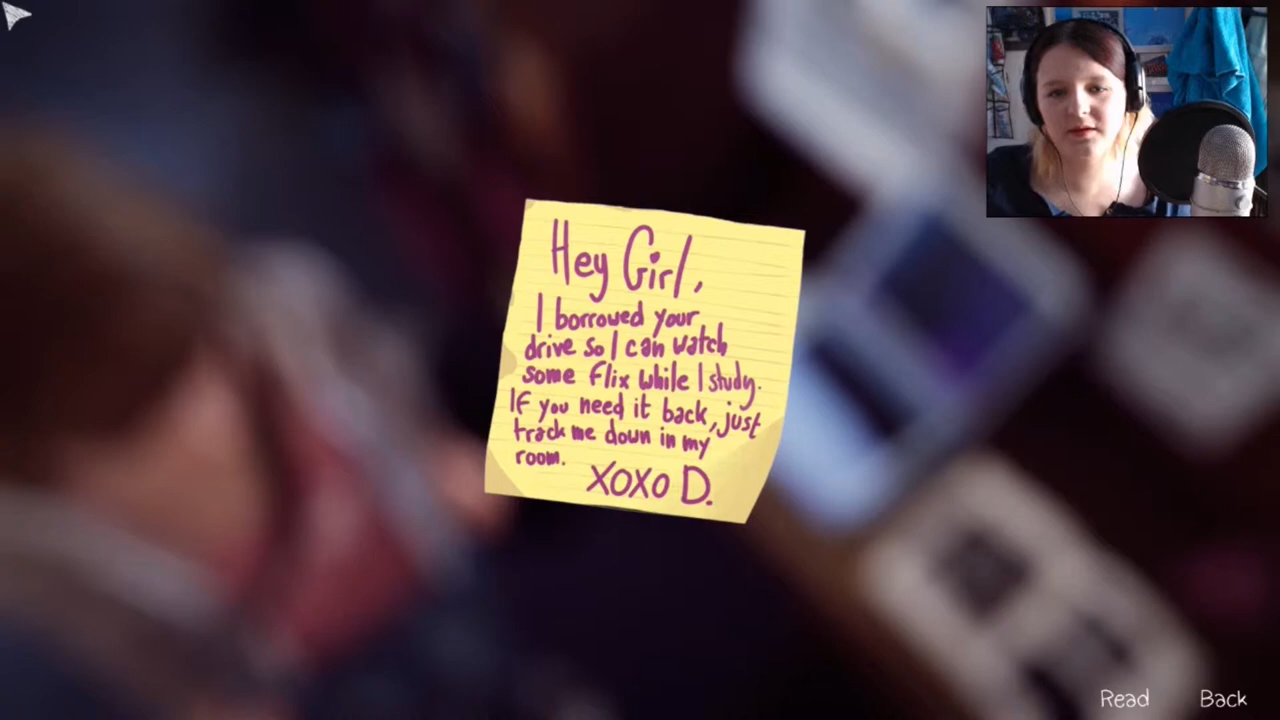 Hey Girl,
I borrowed your
drive so I can watch
some flix while I study.
If you need it back, just
track me down in my
room.
XOXO D.
Read Back